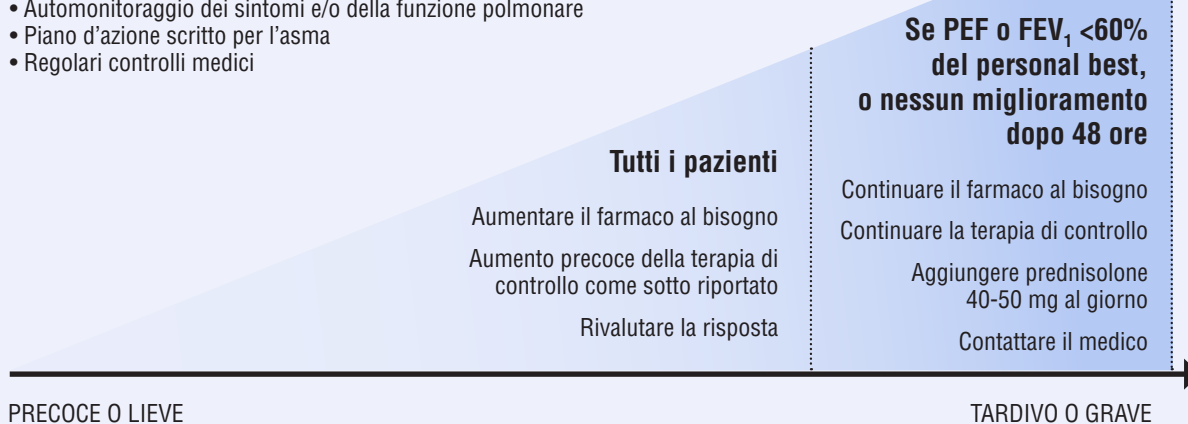 • Automonitoraggio dei sintomi e/o della funzione polmonare
• Piano d'azione scritto per l'asma
• Regolari controlli medici
Tutti i pazienti
Aumentare il farmaco al bisogno
Aumento precoce della terapia di
controllo come sotto riportato
Rivalutare la risposta
Se PEF o FEV₁ <60%
del personal best,
o nessun miglioramento
dopo 48 ore
Continuare il farmaco al bisogno
Continuare la terapia di controllo
Aggiungere prednisolone
40-50 mg al giorno
Contattare il medico
PRECOCE O LIEVE
TARDIVO O GRAVE